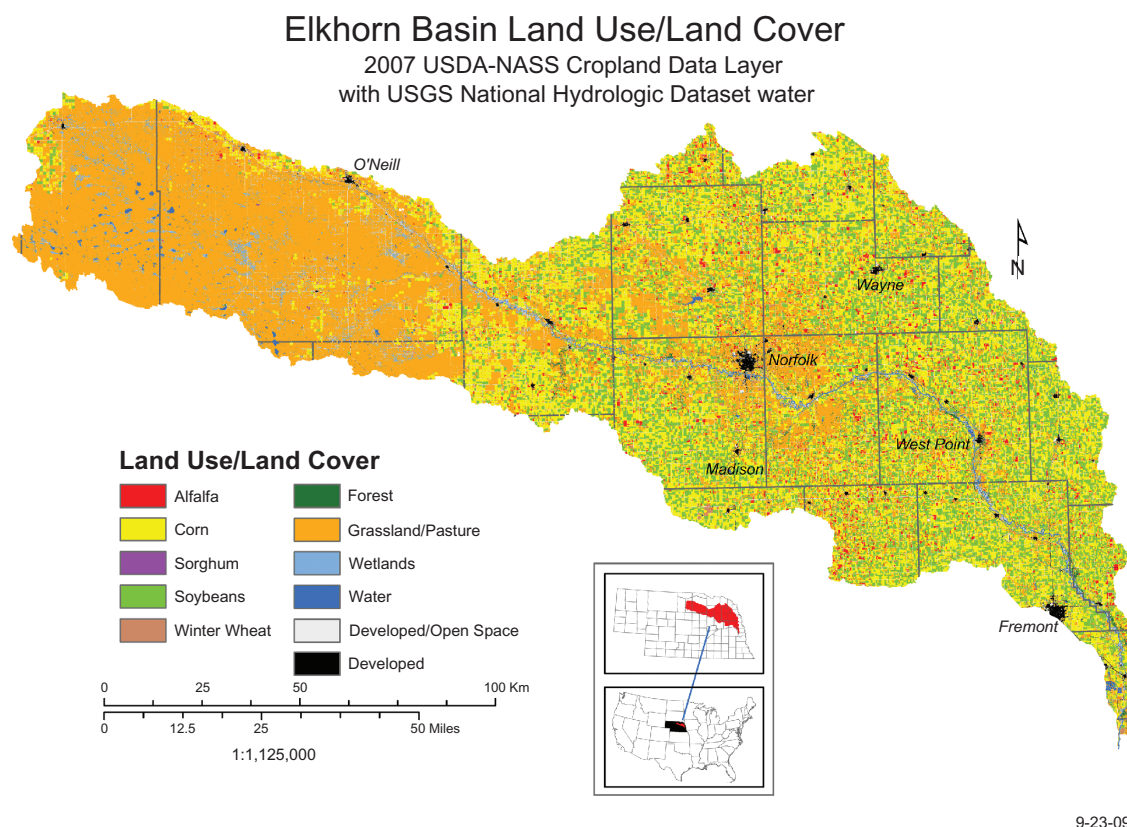 Elkhorn Basin Land Use/Land Cover
2007 USDA-NASS Cropland Data Layer
with USGS National Hydrologic Dataset water
O'Neill
N
Wayne
Norfolk
West Point
Madison
Fremont
Land Use/Land Cover
Alfalfa
Corn
Sorghum
Soybeans
Winter Wheat
Forest
Grassland/Pasture
Wetlands
Water
Developed/Open Space
Developed
0 25 50 100 Km
0 12.5 25 50 Miles
1:1,125,000
9-23-09